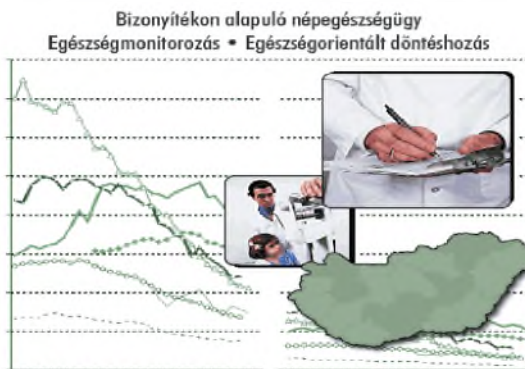 Bizonyítékon alapuló népegészségügy
Egészségmonitorozás • Egészségorientált döntéshozás